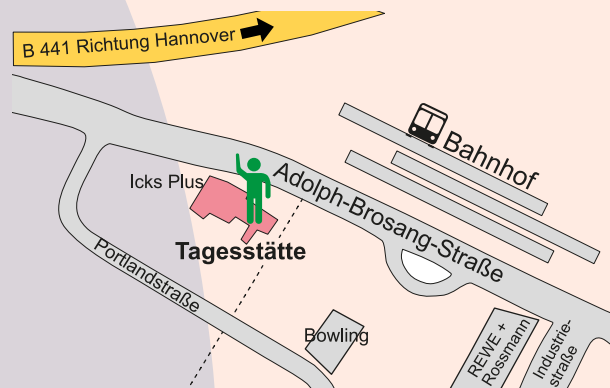 B 441 Richtung Hannover
Bahnhof
Icks Plus
Adolph-Brosang-Straße
Tagesstätte
Portlandstraße
Bowling
REWE +
Rossmann
Industrie-
straße